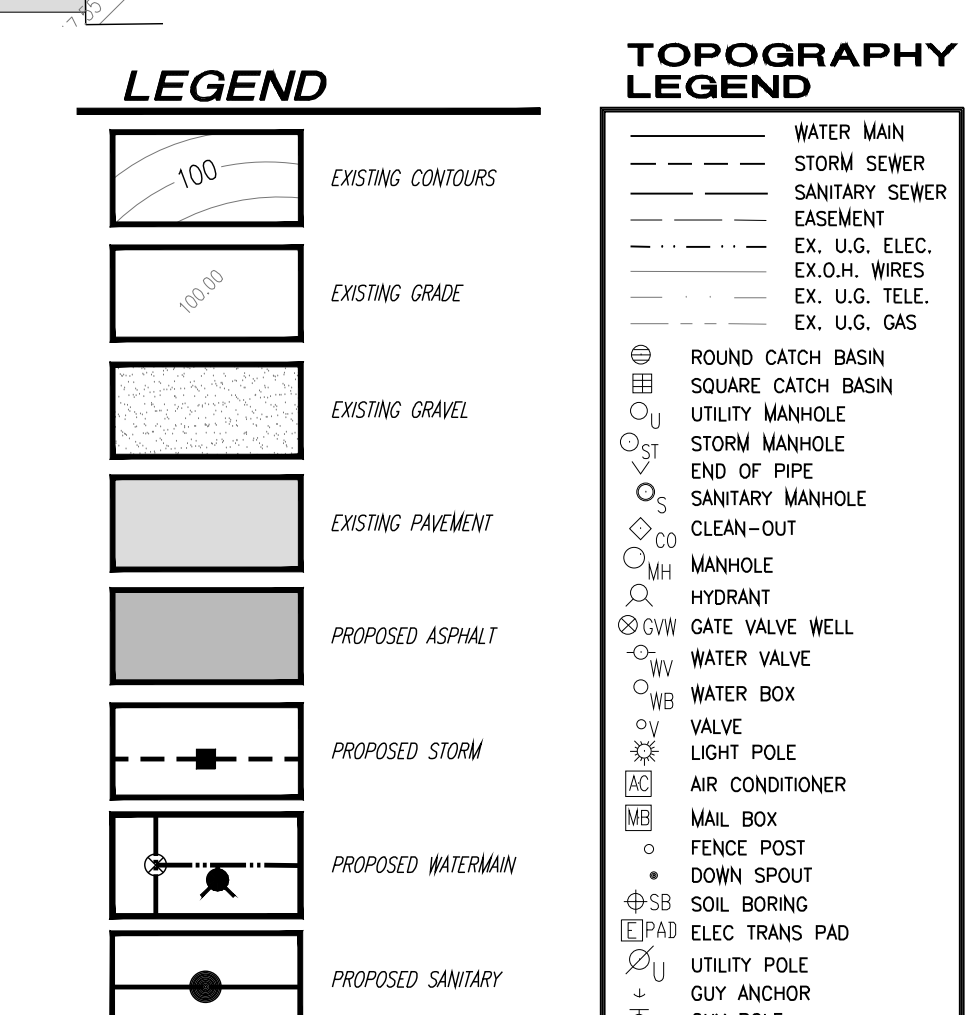 LEGEND
100
EXISTING CONTOURS
100.00
EXISTING GRADE
EXISTING GRAVEL
EXISTING PAVEMENT
PROPOSED ASPHALT
PROPOSED STORM
PROPOSED WATERMAIN
PROPOSED SANITARY
TOPOGRAPHY
LEGEND
WATER MAIN
STORM SEWER
SANITARY SEWER
EASEMENT
EX. U.G. ELEC.
EX.O.H. WIRES
EX. U.G. TELE.
EX. U.G. GAS
ROUND CATCH BASIN
SQUARE CATCH BASIN
U UTILITY MANHOLE
ST STORM MANHOLE
END OF PIPE
S SANITARY MANHOLE
CO CLEAN-OUT
MH MANHOLE
HYDRANT
GVW GATE VALVE WELL
WV WATER VALVE
WB WATER BOX
V VALVE
LIGHT POLE
AC AIR CONDITIONER
MB MAIL BOX
FENCE POST
DOWN SPOUT
SB SOIL BORING
E PAD ELEC TRANS PAD
U UTILITY POLE
GUY ANCHOR